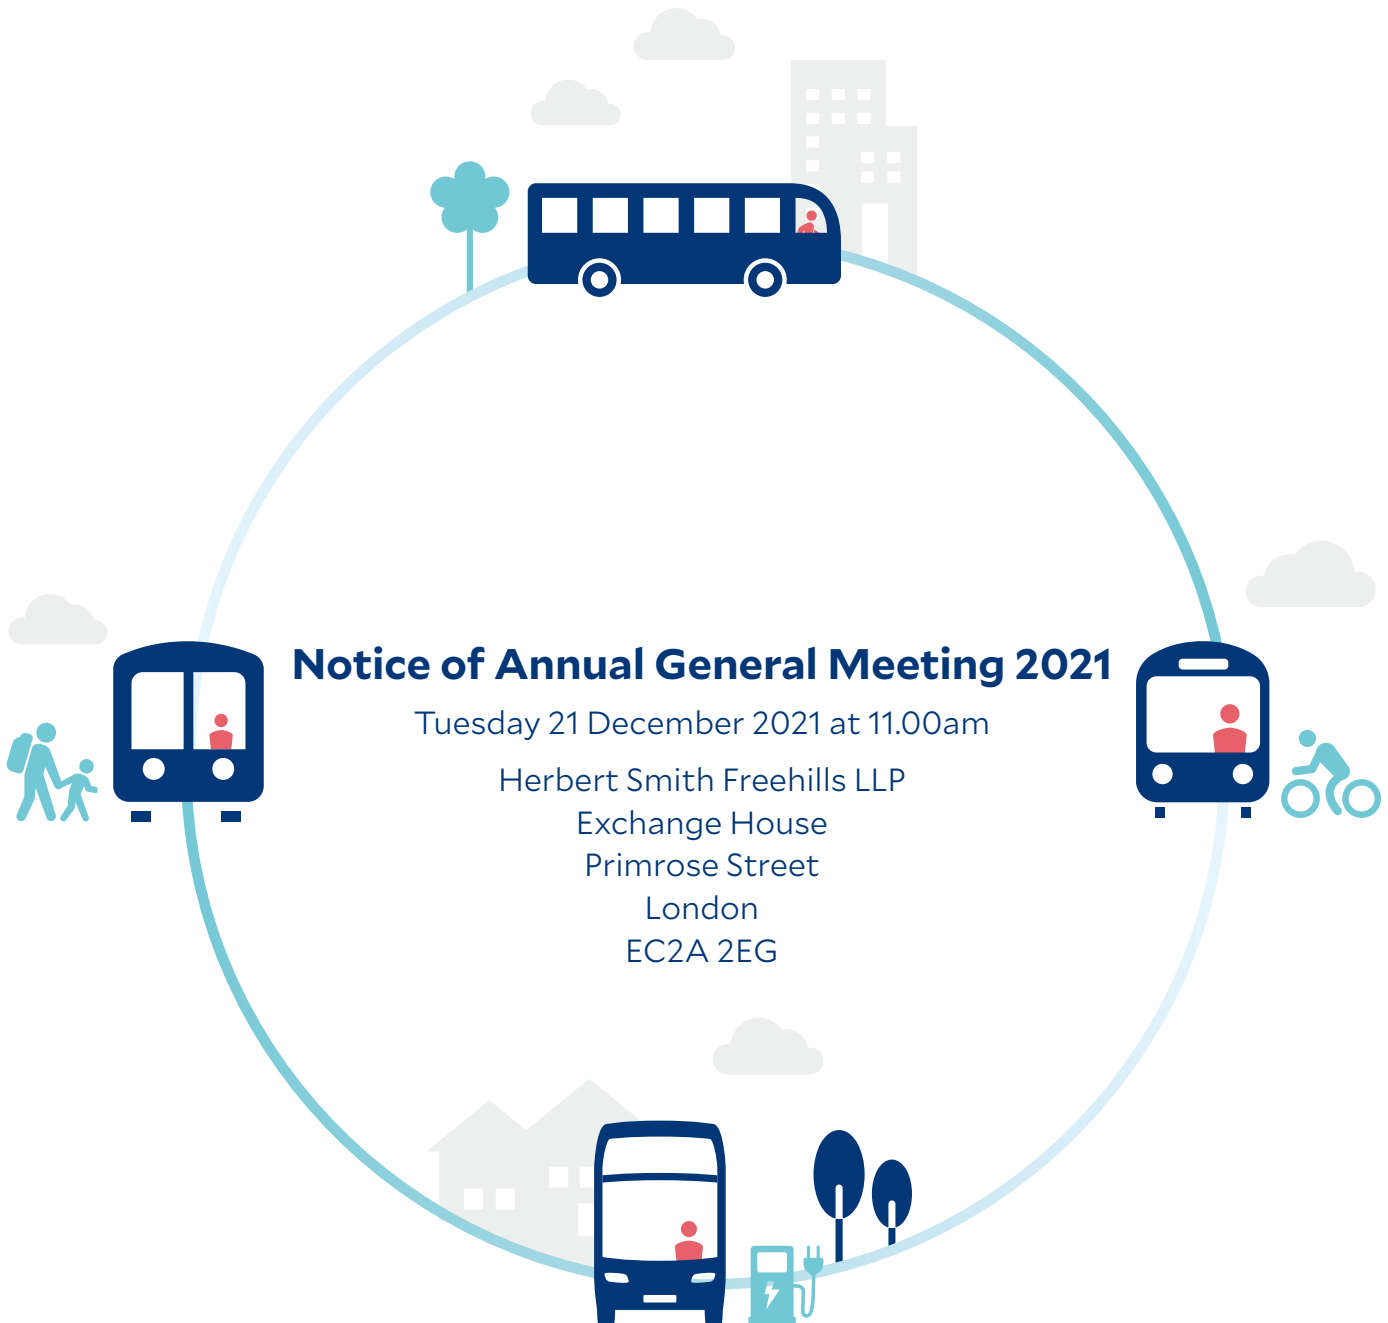 Notice of Annual General Meeting 2021
Tuesday 21 December 2021 at 11.00am
Herbert Smith Freehills LLP
Exchange House
Primrose Street
London
EC2A 2EG